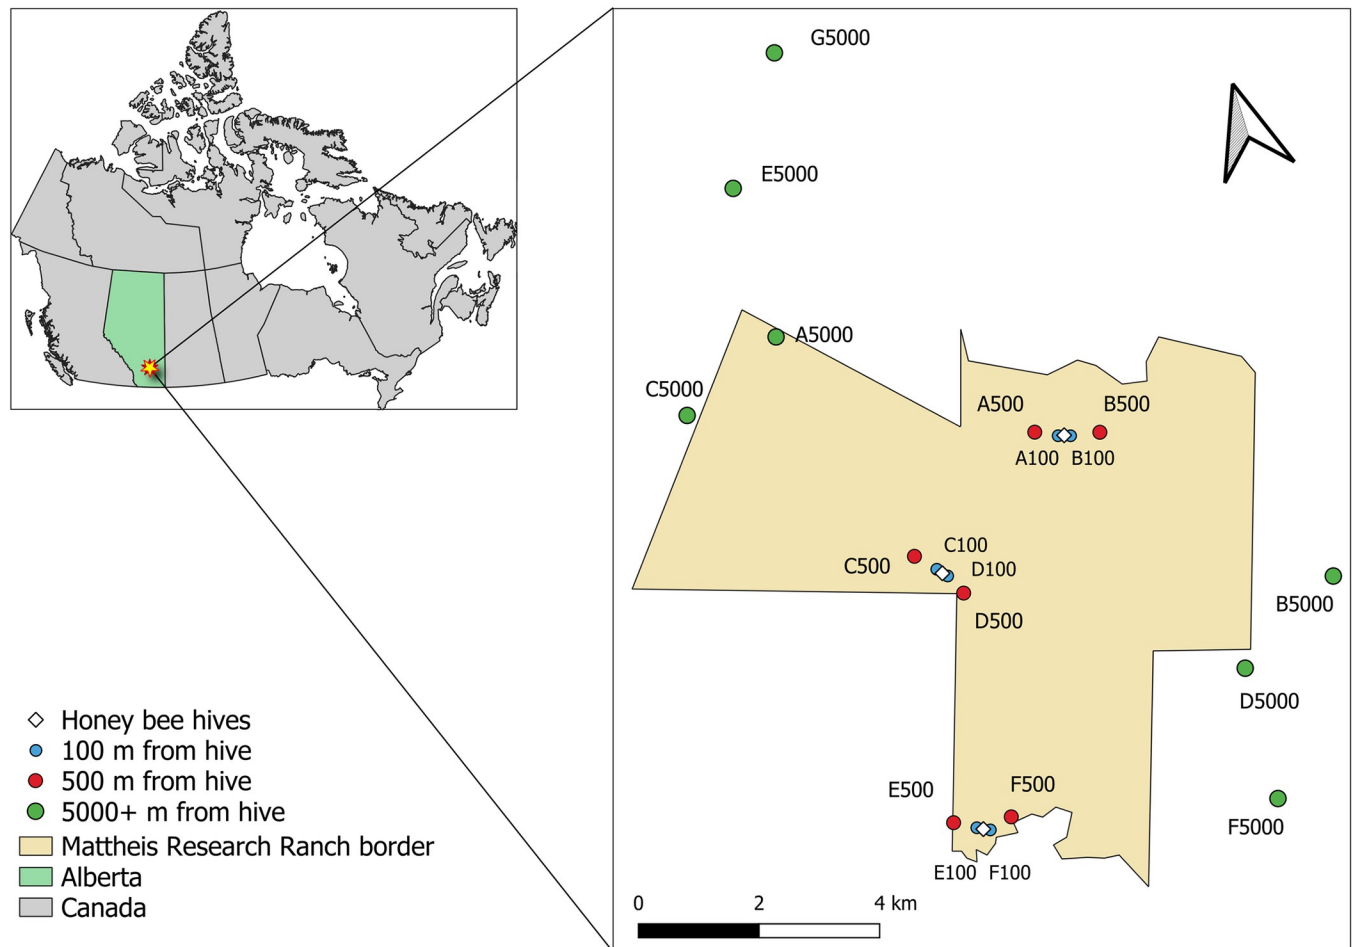 G5000
E5000
A5000
C5000
A500
B500
A100
B100
C100
C500
D100
D500
B5000
D5000
F500
E500
F5000
E100
F100
0
2
4 km
Honey bee hives
100 m from hive
500 m from hive
5000+ m from hive
Mattheis Research Ranch border
Alberta
Canada